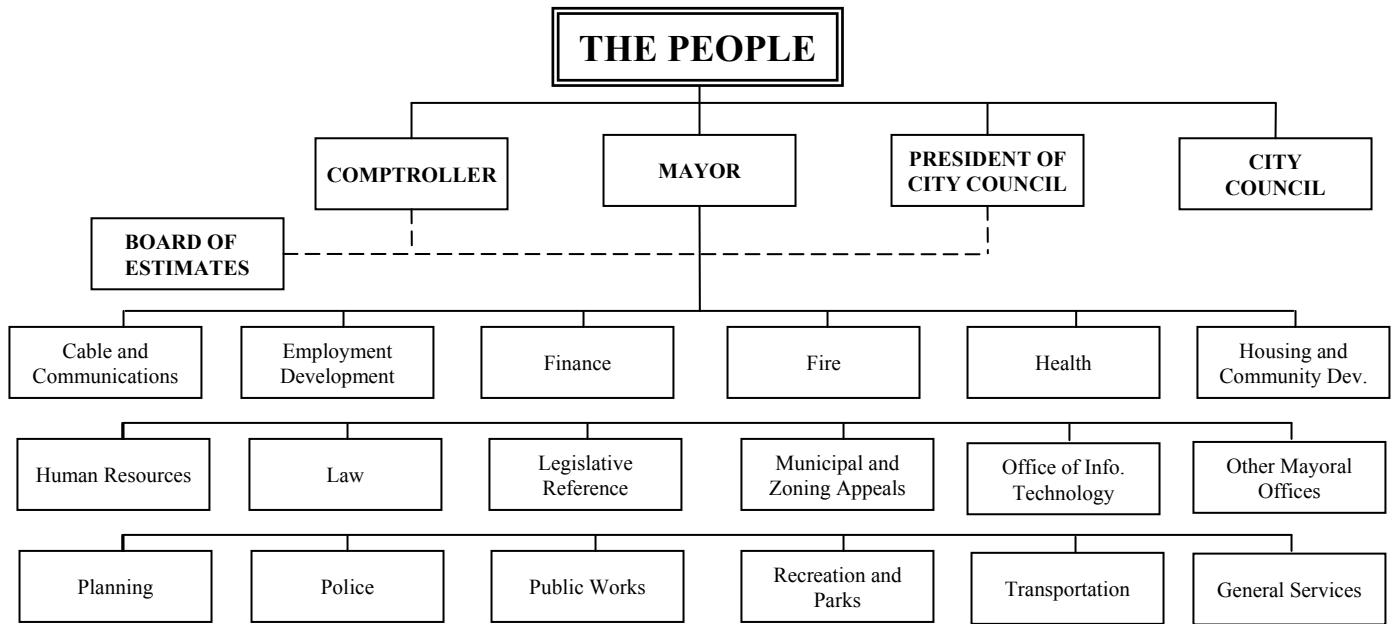 THE PEOPLE
COMPTROLLER
MAYOR
PRESIDENT OF
CITY COUNCIL
CITY
COUNCIL
BOARD OF
ESTIMATES
Cable and
Communications
Employment
Development
Finance
Fire
Health
Housing and
Community Dev.
Human Resources
Law
Legislative
Reference
Municipal and
Zoning Appeals
Office of Info.
Technology
Other Mayoral
Offices
Planning
Police
Public Works
Recreation and
Parks
Transportation
General Services